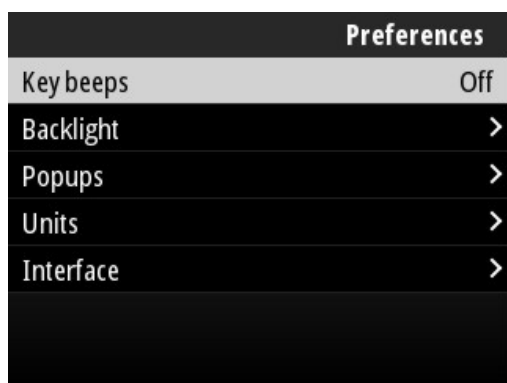 Preferences
Key beeps Off
Backlight >
Popups >
Units >
Interface >